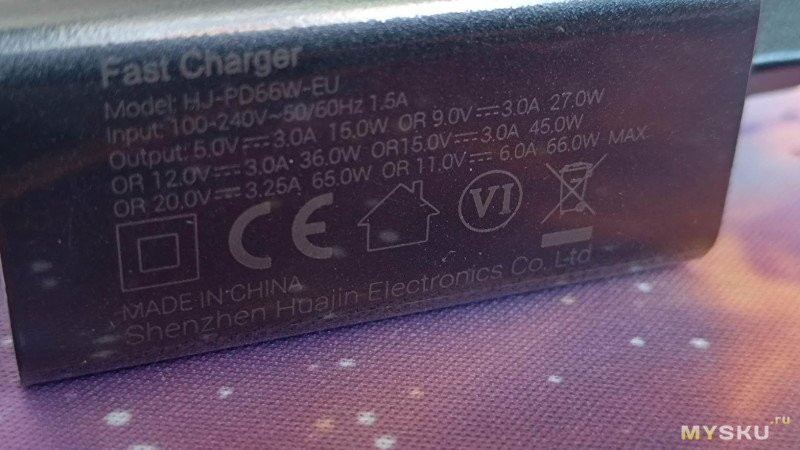 Fast Charger
Model: HJ-PD66W-EU
Input: 100-240V~50/60Hz 1.5A
Output: 5.0V⎓3.0A 15.0W OR 9.0V⎓3.0A 27.0W
OR 12.0V⎓3.0A 36.0W OR15.0V⎓3.0A 45.0W
OR 20.0V⎓3.25A 65.0W OR 11.0V⎓6.0A 66.0W MAX
CE VI
MADE IN CHINA
Shenzhen Huajin Electronics Co. Ltd
MYSKU.ru